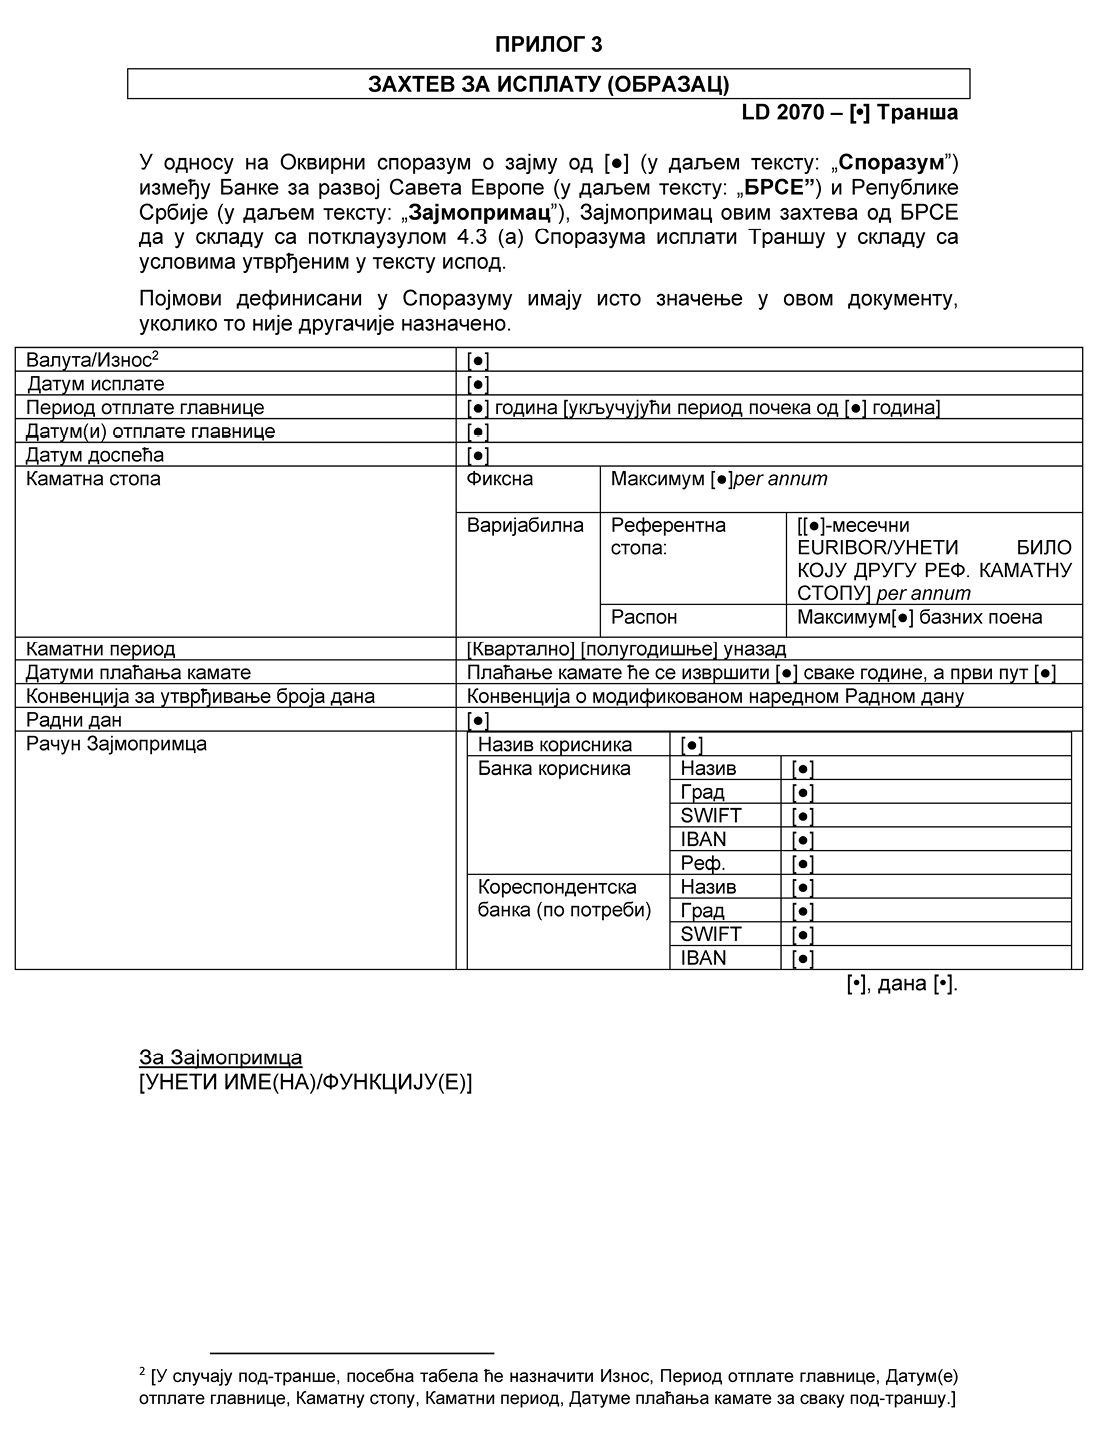 ПРИЛОГ 3
ЗАХТЕВ ЗА ИСПЛАТУ (ОБРАЗАЦ)
LD 2070 – [•] Транша
У односу на Оквирни споразум о зајму од [●] (у даљем тексту: „Споразум”)
између Банке за развој Савета Европе (у даљем тексту: „БРСЕ”) и Републике
Србије (у даљем тексту: „Зајмопримац”), Зајмопримац овим захтева од БРСЕ
да у складу са потклаузулом 4.3 (а) Споразума исплати Траншу у складу са
условима утврђеним у тексту испод.
Појмови дефинисани у Споразуму имају исто значење у овом документу,
уколико то није другачије назначено.
Валута/Износ² [●]
Датум исплате [●]
Период отплате главнице [●] година [укључујући период почека од [●] година]
Датум(и) отплате главнице [●]
Датум доспећа [●]
Каматна стопа Фиксна Максимум [●]per annum
Варијабилна Референтна [[●]-месечни
стопа: EURIBOR/УНЕТИ БИЛО
КОЈУ ДРУГУ РЕФ. КАМАТНУ
СТОПУ] per annum
Распон Максимум[●] базних поена
Каматни период [Квартално] [полугодишње] уназад
Датуми плаћања камате Плаћање камате ће се извршити [●] сваке године, а први пут [●]
Конвенција за утврђивање броја дана Конвенција о модификованом наредном Радном дану
Радни дан [●]
Рачун Зајмопримца Назив корисника [●]
Банка корисника Назив [●]
Град [●]
SWIFT [●]
IBAN [●]
Реф. [●]
Кореспондентска Назив [●]
банка (по потреби) Град [●]
SWIFT [●]
IBAN [●]
[•], дана [•].
За Зајмопримца
[УНЕТИ ИМЕ(НА)/ФУНКЦИЈУ(Е)]
² [У случају под-транше, посебна табела ће назначити Износ, Период отплате главнице, Датум(е)
отплате главнице, Каматну стопу, Каматни период, Датуме плаћања камате за сваку под-траншу.]